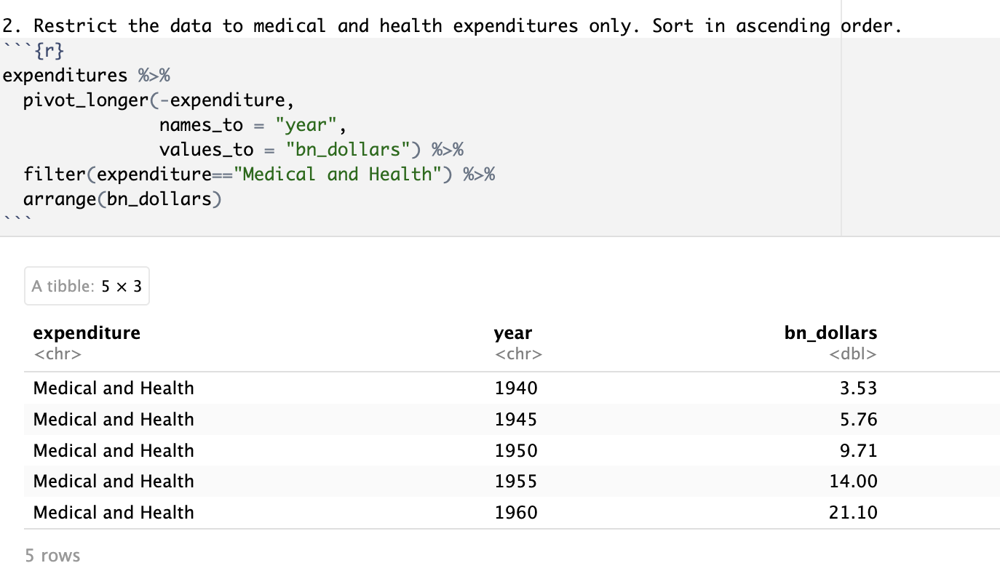 2. Restrict the data to medical and health expenditures only. Sort in ascending order.
```{r}
expenditures %>%
  pivot_longer(-expenditure,
               names_to = "year",
               values_to = "bn_dollars") %>%
  filter(expenditure=="Medical and Health") %>%
  arrange(bn_dollars)
```
A tibble: 5 × 3
expenditure year bn_dollars
<chr> <chr> <dbl>
Medical and Health 1940 3.53
Medical and Health 1945 5.76
Medical and Health 1950 9.71
Medical and Health 1955 14.00
Medical and Health 1960 21.10
5 rows